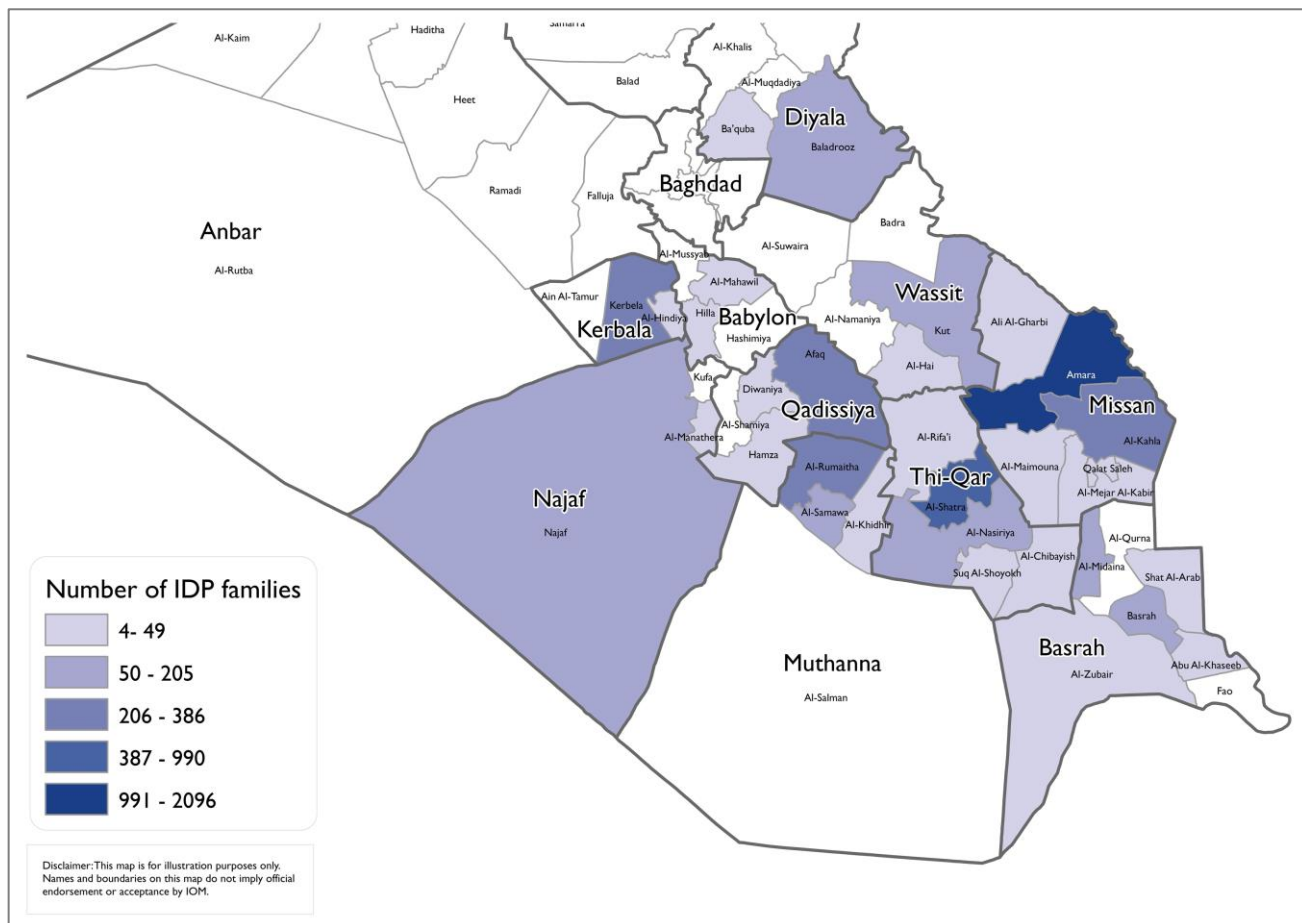 Samarra
Al-Kaim
Haditha
Al-Khalis
Balad
Al-Muqdadiya
Heet
Diyala
Ba'quba
Baladrooz
Baghdad
Ramadi
Falluja
Badra
Anbar
Al-Suwaira
Al-Mussyab
Al-Rutba
Al-Mahawil
Wassit
Ain Al-Tamur
Kerbela
Al-Hindiya
Hilla
Babylon
Al-Namaniya
Ali Al-Gharbi
Kerbala
Hashimiya
Kut
Afaq
Al-Hai
Amara
Kufa
Diwaniya
Qadissiya
Missan
Al-Shamiya
Al-Manathera
Al-Rifa'i
Al-Kahla
Hamza
Al-Rumaitha
Al-Maimouna
Qalat Saleh
Thi-Qar
Al-Mejar Al-Kabir
Najaf
Al-Samawa
Al-Shatra
Al-Khidhir
Al-Nasiriya
Najaf
Al-Qurna
Al-Chibayish
Al-Midaina
Suq Al-Shoyokh
Shat Al-Arab
Basrah
Basrah
Muthanna
Abu Al-Khaseeb
Al-Zubair
Al-Salman
Fao
Number of IDP families
4- 49
50 - 205
206 - 386
387 - 990
991 - 2096
Disclaimer: This map is for illustration purposes only.
Names and boundaries on this map do not imply official
endorsement or acceptance by IOM.